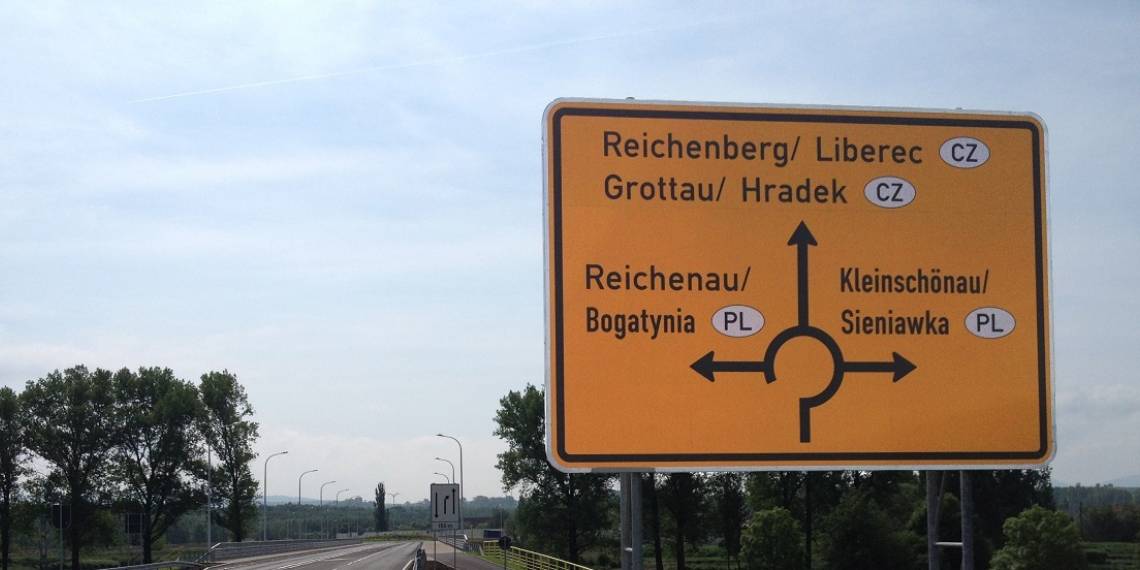 Reichenberg/ Liberec CZ
Grottau/ Hradek CZ
Reichenau/
Bogatynia PL
Kleinschönau/
Sieniawka PL